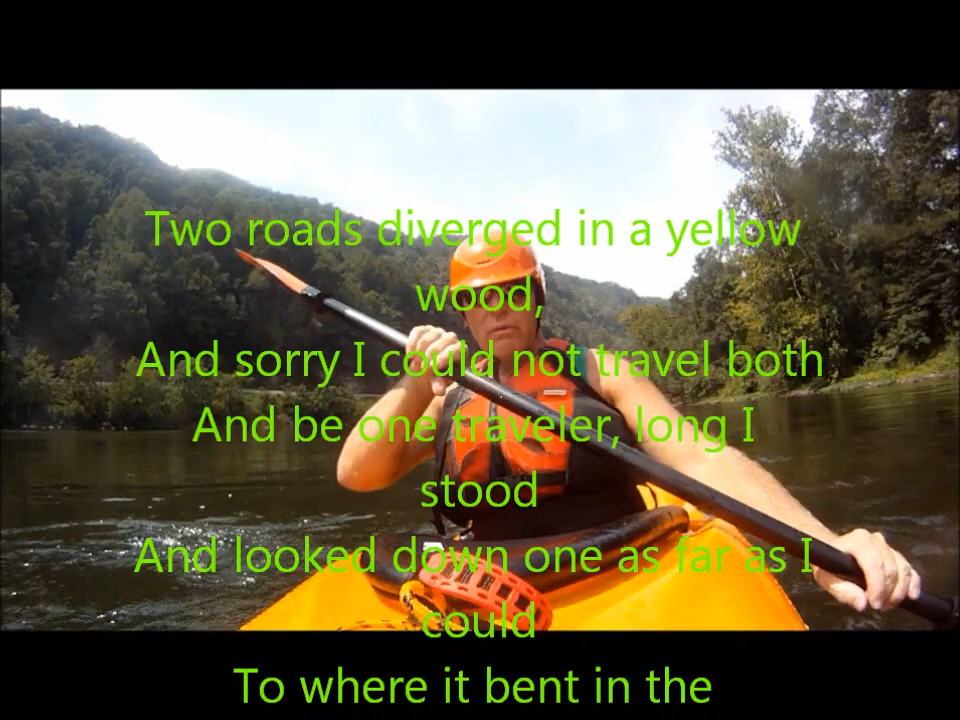 Two roads diverged in a yellow
wood,
And sorry I could not travel both
And be one traveler, long I
stood
And looked down one as far as I
could
To where it bent in the